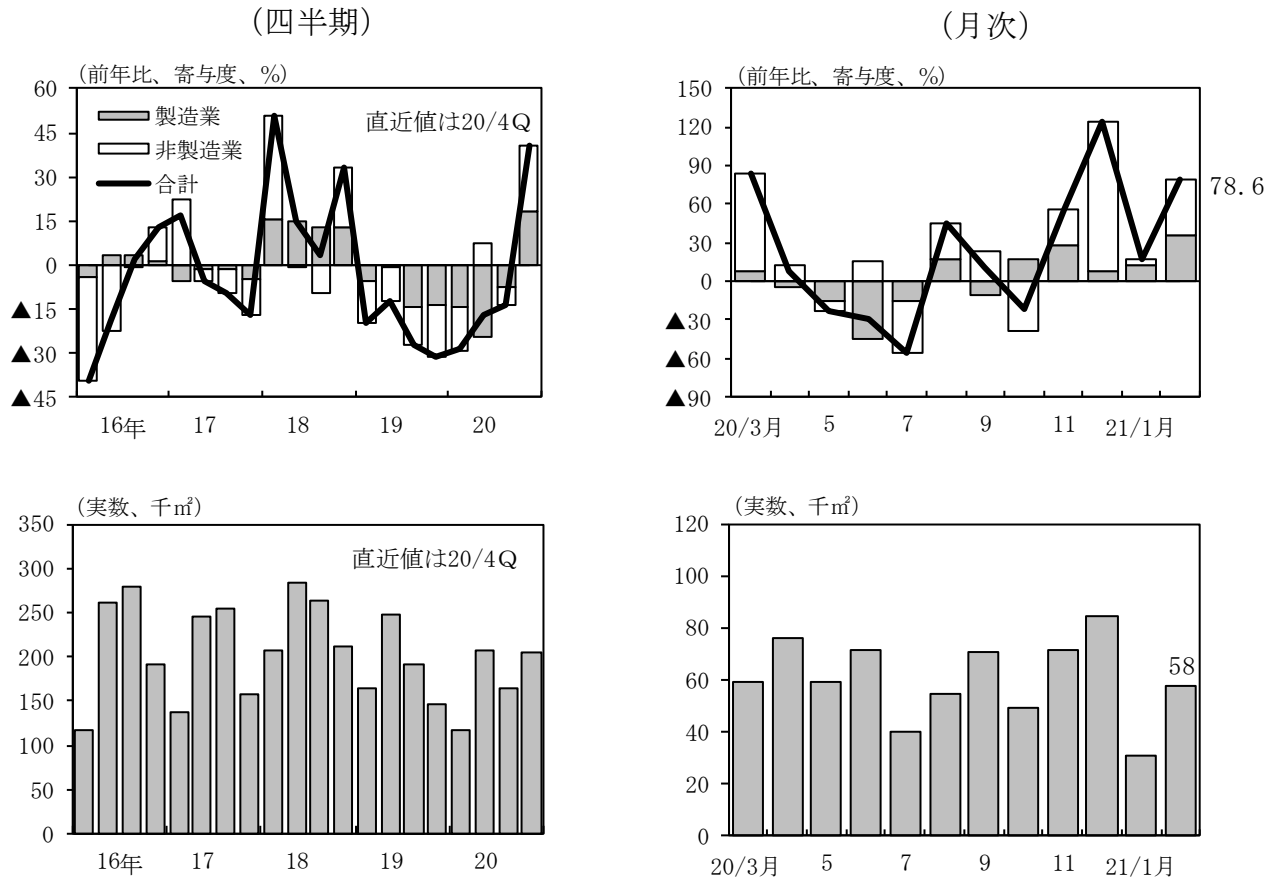 (四半期)
(前年比、寄与度、%)
60
45
30
15
0
▲15
▲30
▲45
製造業
非製造業
合計
直近値は20/4Q
16年 17 18 19 20
(月次)
(前年比、寄与度、%)
150
120
90
60
30
0
▲30
▲60
▲90
78.6
20/3月 5 7 9 11 21/1月
(実数、千㎡)
350
300
250
200
150
100
50
0
直近値は20/4Q
16年 17 18 19 20
(実数、千㎡)
120
100
80
60
40
20
0
58
20/3月 5 7 9 11 21/1月